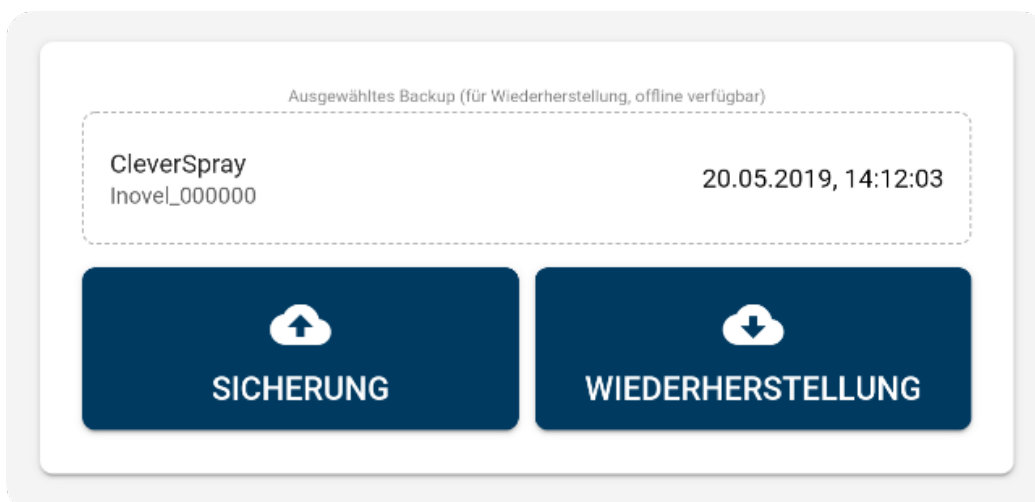 Ausgewähltes Backup (für Wiederherstellung, offline verfügbar)
CleverSpray
Inovel_000000
20.05.2019, 14:12:03
SICHERUNG
WIEDERHERSTELLUNG